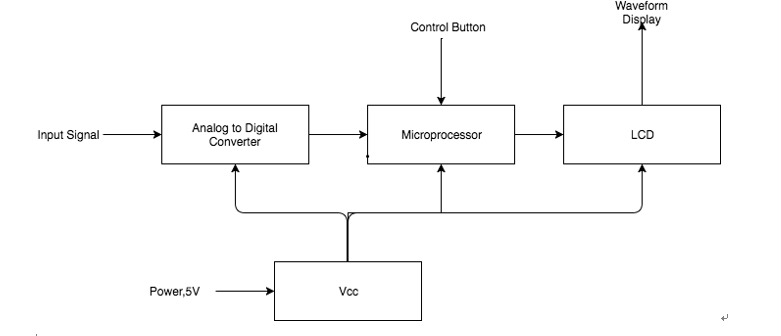 Waveform
Display
Control Button
Input Signal
Analog to Digital
Converter
Microprocessor
LCD
Power,5V
Vcc